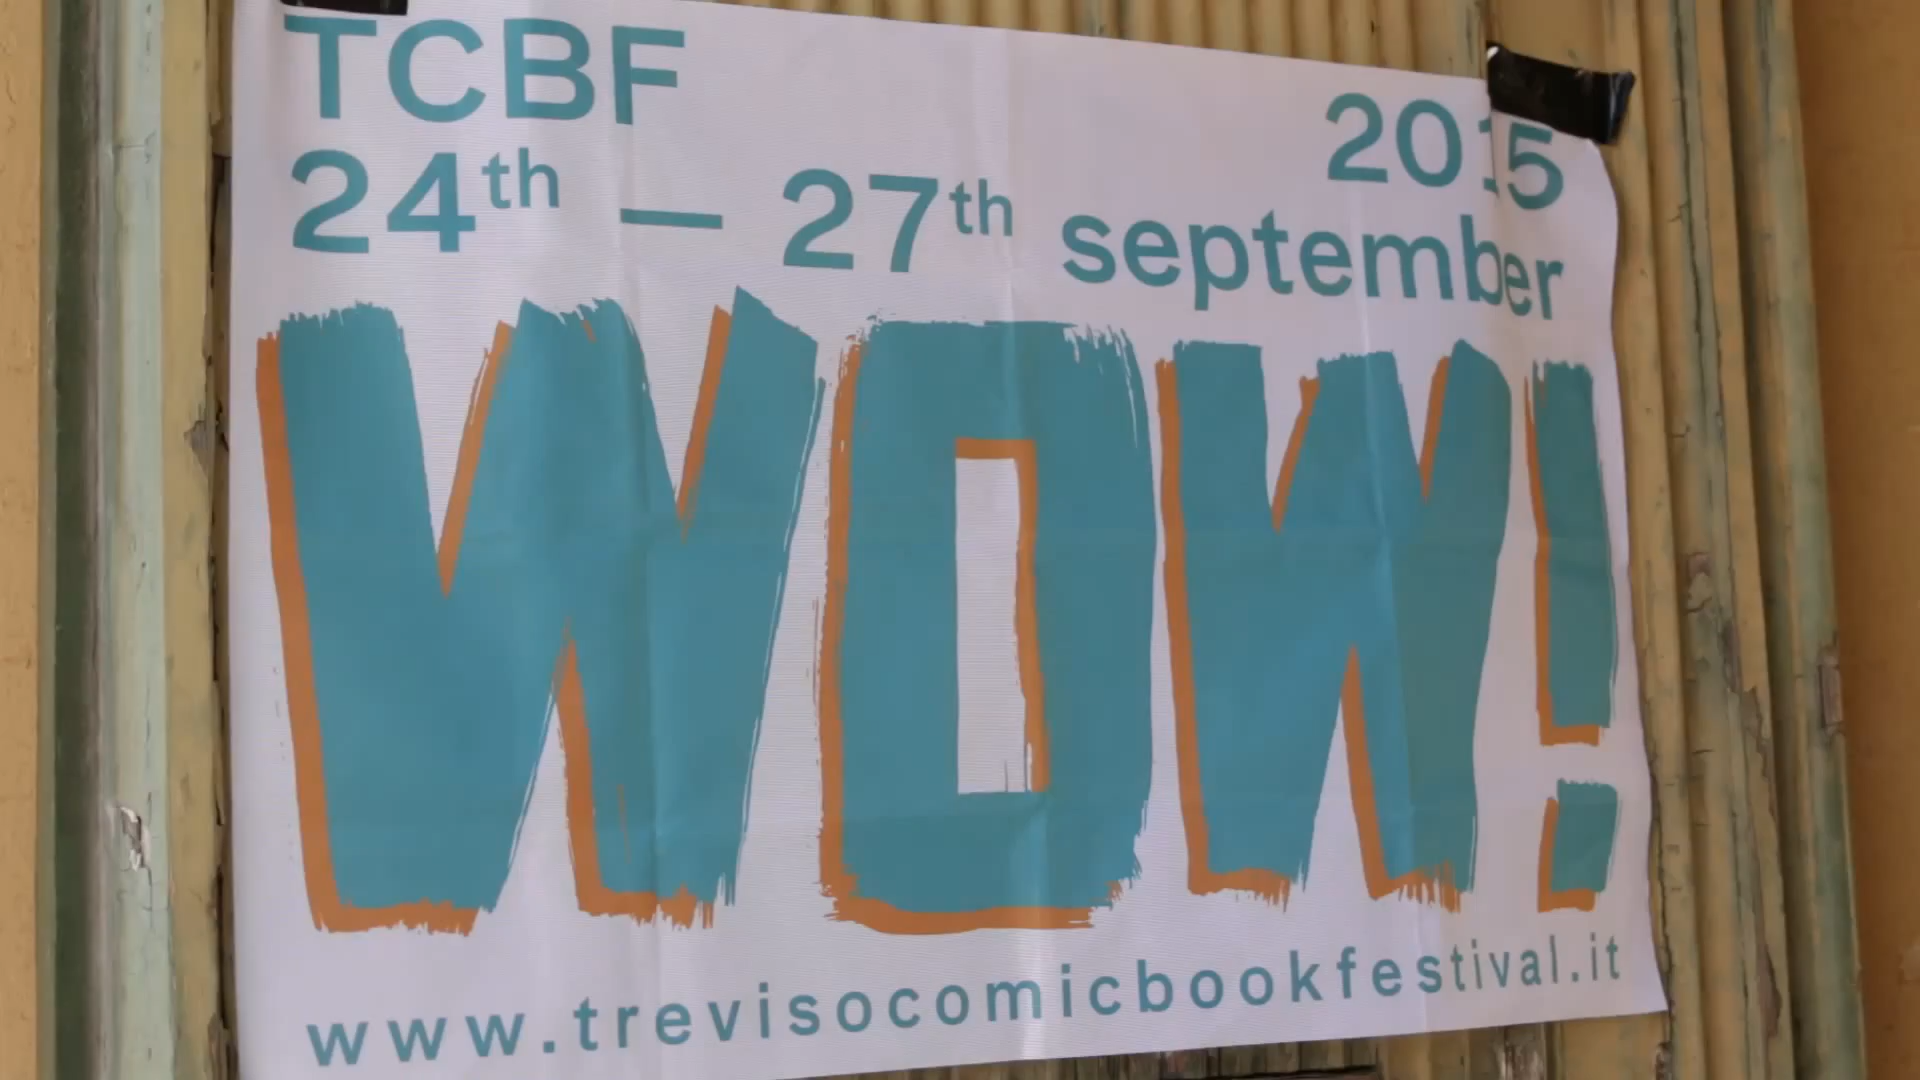 TCBF
2015
24th — 27th september
WOW!
www.trevisocomicbookfestival.it